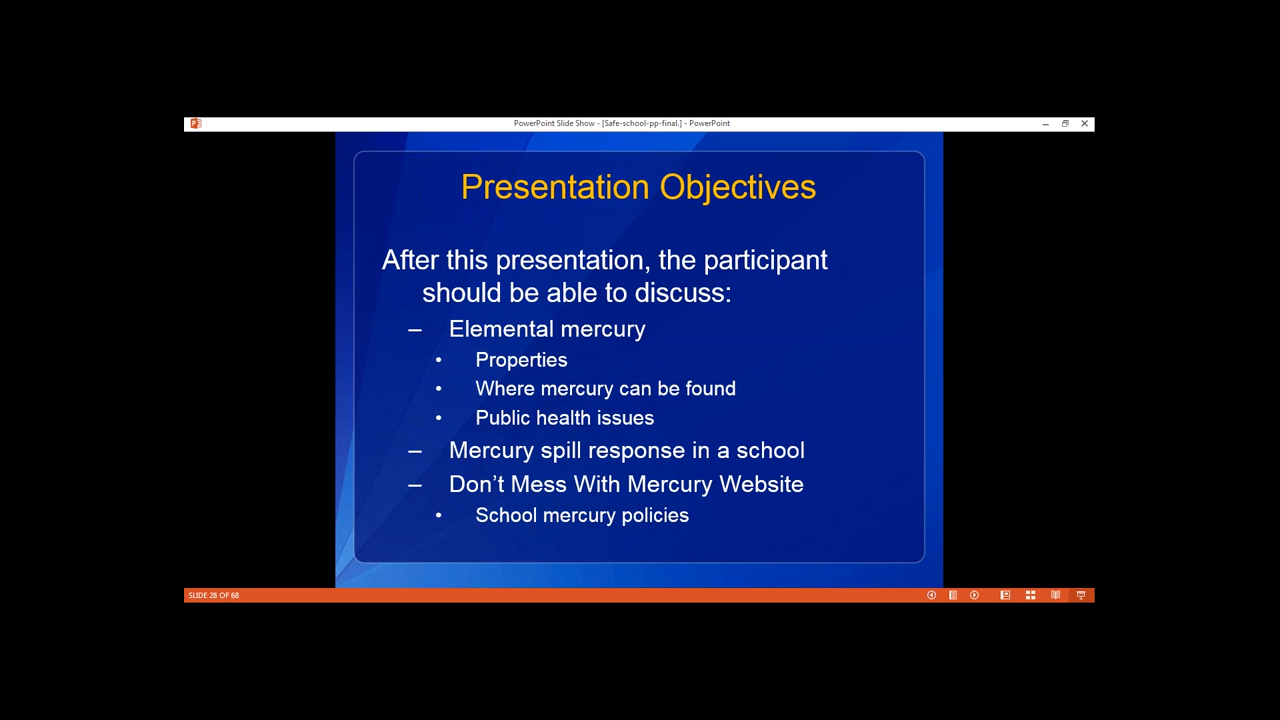 PowerPoint Slide Show - [Safe-school-pp-final.] - PowerPoint
Presentation Objectives
After this presentation, the participant
should be able to discuss:
– Elemental mercury
• Properties
• Where mercury can be found
• Public health issues
– Mercury spill response in a school
– Don’t Mess With Mercury Website
• School mercury policies
SLIDE 28 OF 68